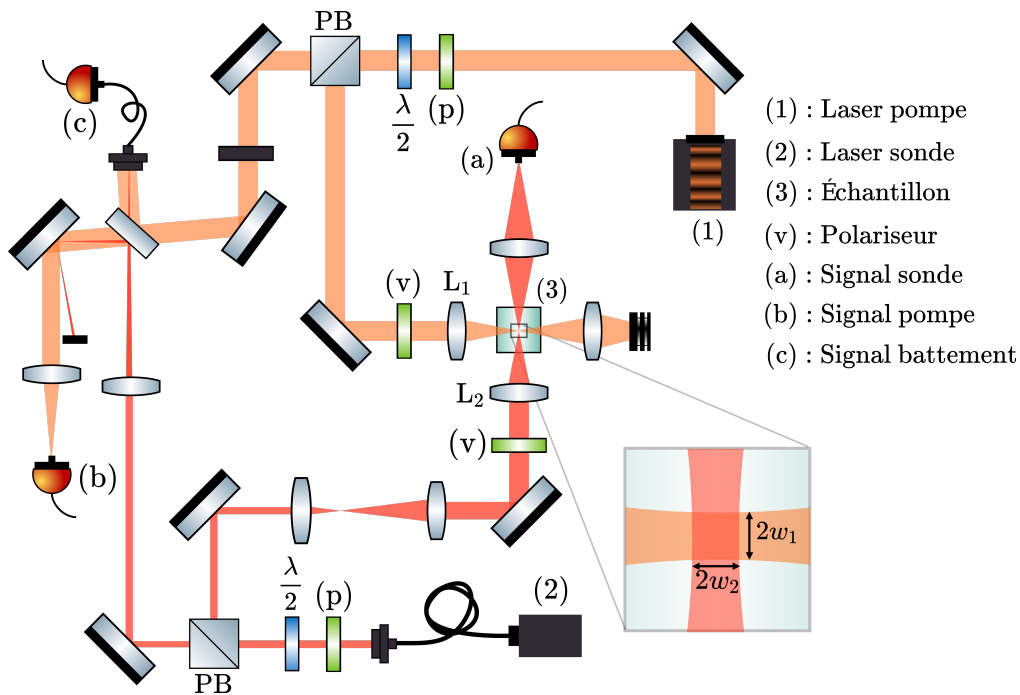 PB
λ/2
(p)
(c)
(a)
(1)
(1) : Laser pompe
(2) : Laser sonde
(3) : Échantillon
(v) : Polariseur
(a) : Signal sonde
(b) : Signal pompe
(c) : Signal battement
(v)
L₁
(3)
L₂
(v)
(b)
2w₁
2w₂
λ/2
(p)
(2)
PB